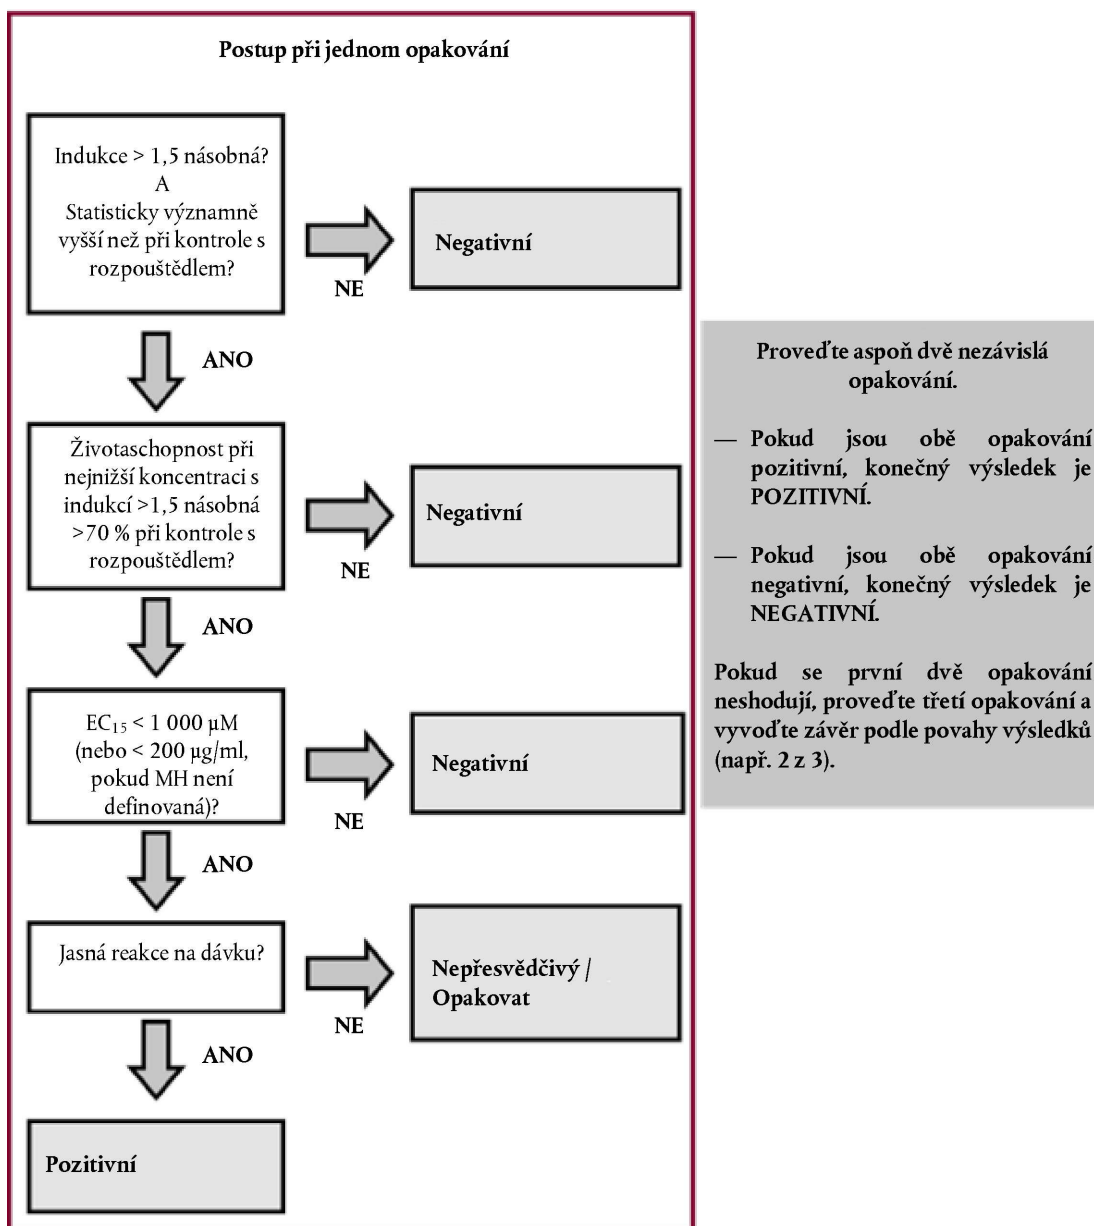 Postup při jednom opakování
Indukce > 1,5 násobná?
A
Statisticky významně
vyšší než při kontrole s
rozpouštědlem?
NE
Negativní
ANO
Životaschopnost při
nejnižší koncentraci s
indukcí >1,5 násobná
>70 % při kontrole s
rozpouštědlem?
NE
Negativní
ANO
EC₁₅ < 1 000 µM
(nebo < 200 µg/ml,
pokud MH není
definovaná)?
NE
Negativní
ANO
Jasná reakce na dávku?
NE
Nepřesvědčivý /
Opakovat
ANO
Pozitivní
Proveďte aspoň dvě nezávislá
opakování.
— Pokud jsou obě opakování
pozitivní, konečný výsledek je
POZITIVNÍ.
— Pokud jsou obě opakování
negativní, konečný výsledek je
NEGATIVNÍ.
Pokud se první dvě opakování
neshodují, proveďte třetí opakování a
vyvoďte závěr podle povahy výsledků
(např. 2 z 3).